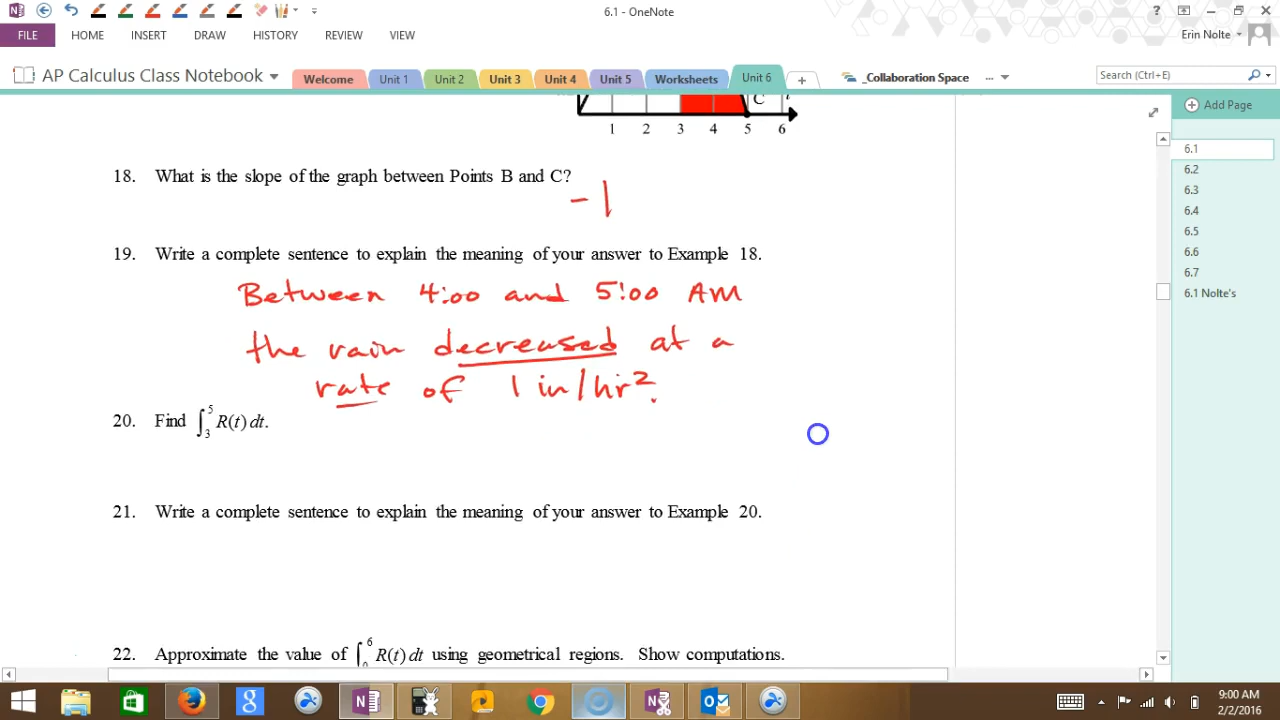 6.1 - OneNote
Erin Nolte
FILE HOME INSERT DRAW HISTORY REVIEW VIEW
AP Calculus Class Notebook
Welcome Unit 1 Unit 2 Unit 3 Unit 4 Unit 5 Worksheets Unit 6
_Collaboration Space
Search (Ctrl+E)
Add Page
6.1
6.2
6.3
6.4
6.5
6.6
6.7
6.1 Nolte's
C
1 2 3 4 5 6
18. What is the slope of the graph between Points B and C?
-1
19. Write a complete sentence to explain the meaning of your answer to Example 18.
Between 4:00 and 5:00 AM
the rain decreased at a
rate of 1 in/hr².
20. Find ∫₃⁵ R(t) dt.
21. Write a complete sentence to explain the meaning of your answer to Example 20.
22. Approximate the value of ∫₀⁶ R(t) dt using geometrical regions. Show computations.
9:00 AM
2/2/2016